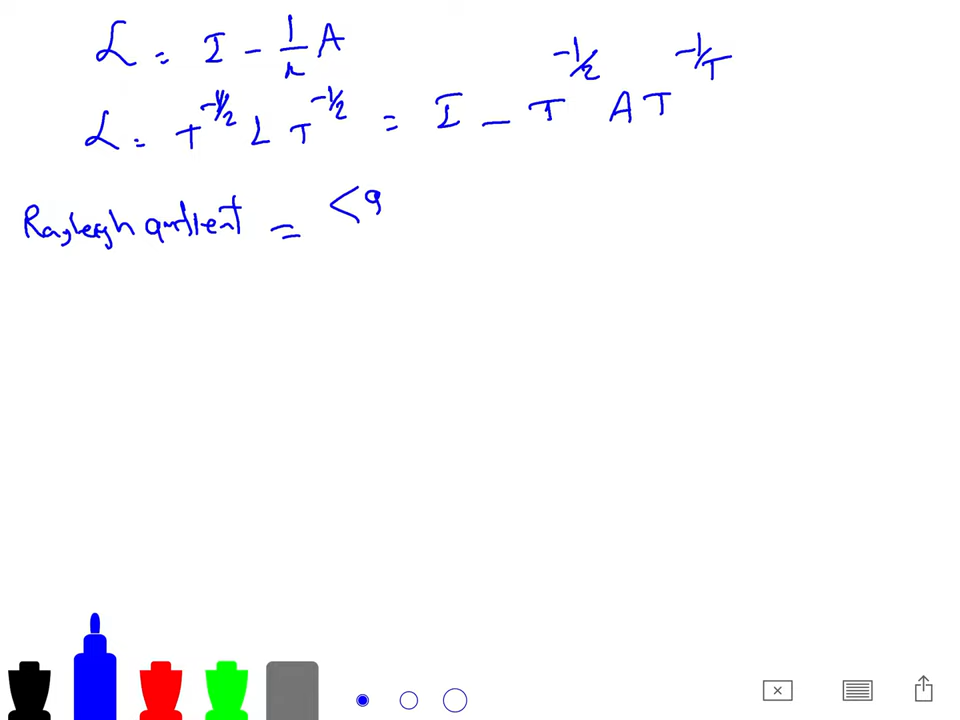 ℒ = I - 1/k A
ℒ = T^{-1/2} L T^{-1/2} = I - T^{-1/2} A T^{-1/T}
Rayleigh quotient = <g